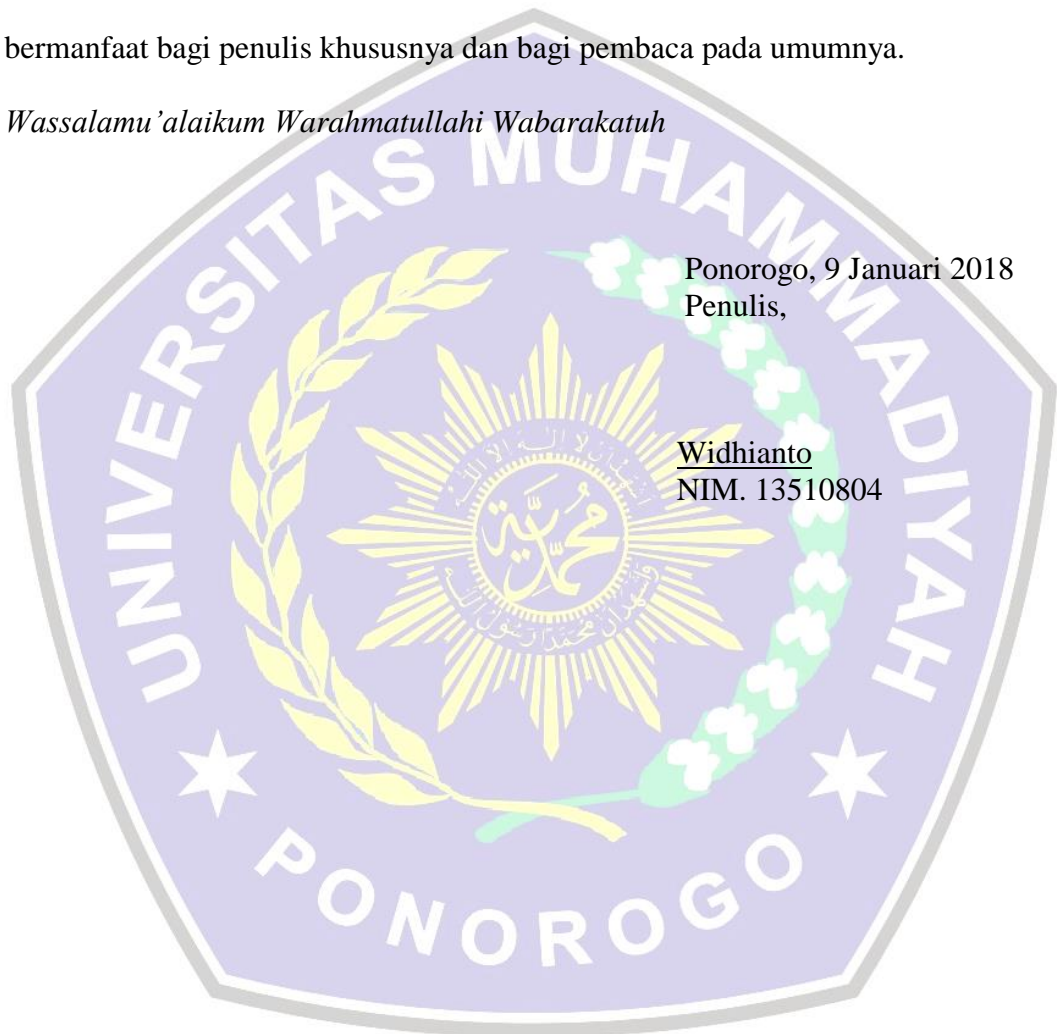 bermanfaat bagi penulis khususnya dan bagi pembaca pada umumnya.
Wassalamu’alaikum Warahmatullahi Wabarakatuh
UNIVERSITAS MUHAMMADIYAH
Ponorogo, 9 Januari 2018
Penulis,
Widhianto
NIM. 13510804
محمدية
PONOROGO